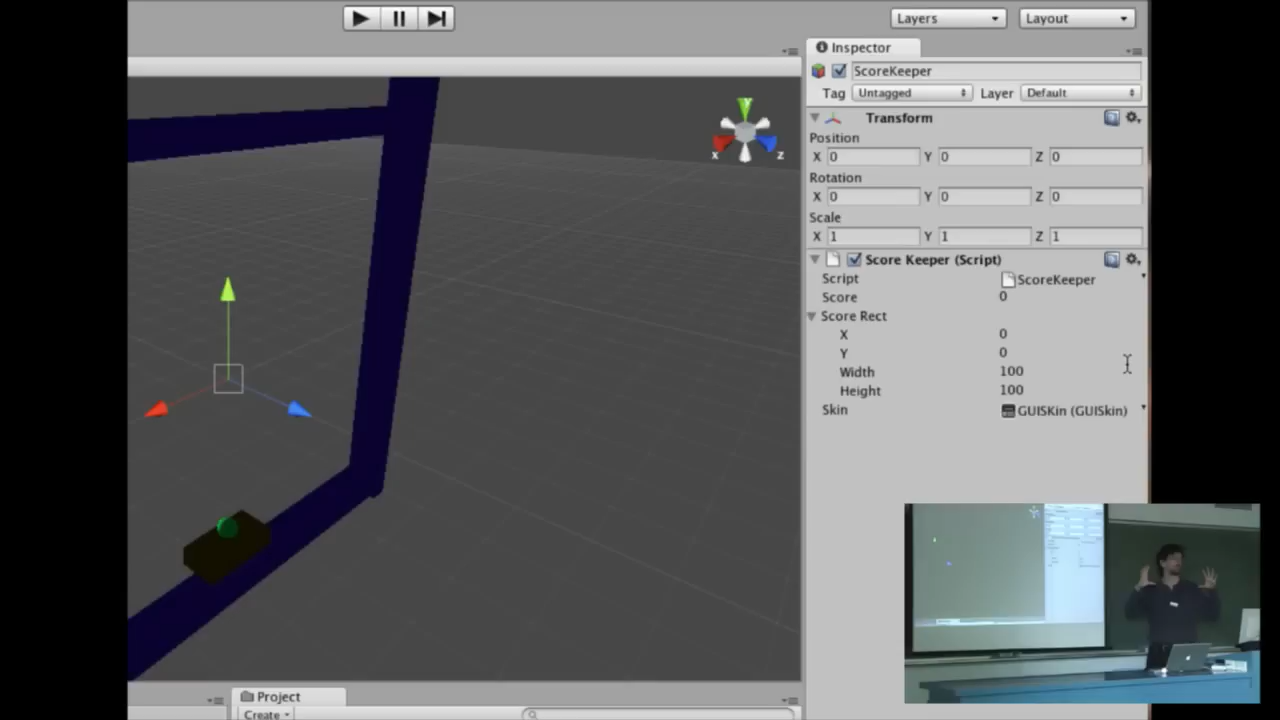 Layers Layout
Inspector
ScoreKeeper
Tag Untagged Layer Default
Transform
Position
X 0 Y 0 Z 0
Rotation
X 0 Y 0 Z 0
Scale
X 1 Y 1 Z 1
Score Keeper (Script)
Script ScoreKeeper
Score 0
Score Rect
X 0
Y 0
Width 100
Height 100
Skin GUISKin (GUISkin)
y
x z
Project
Create